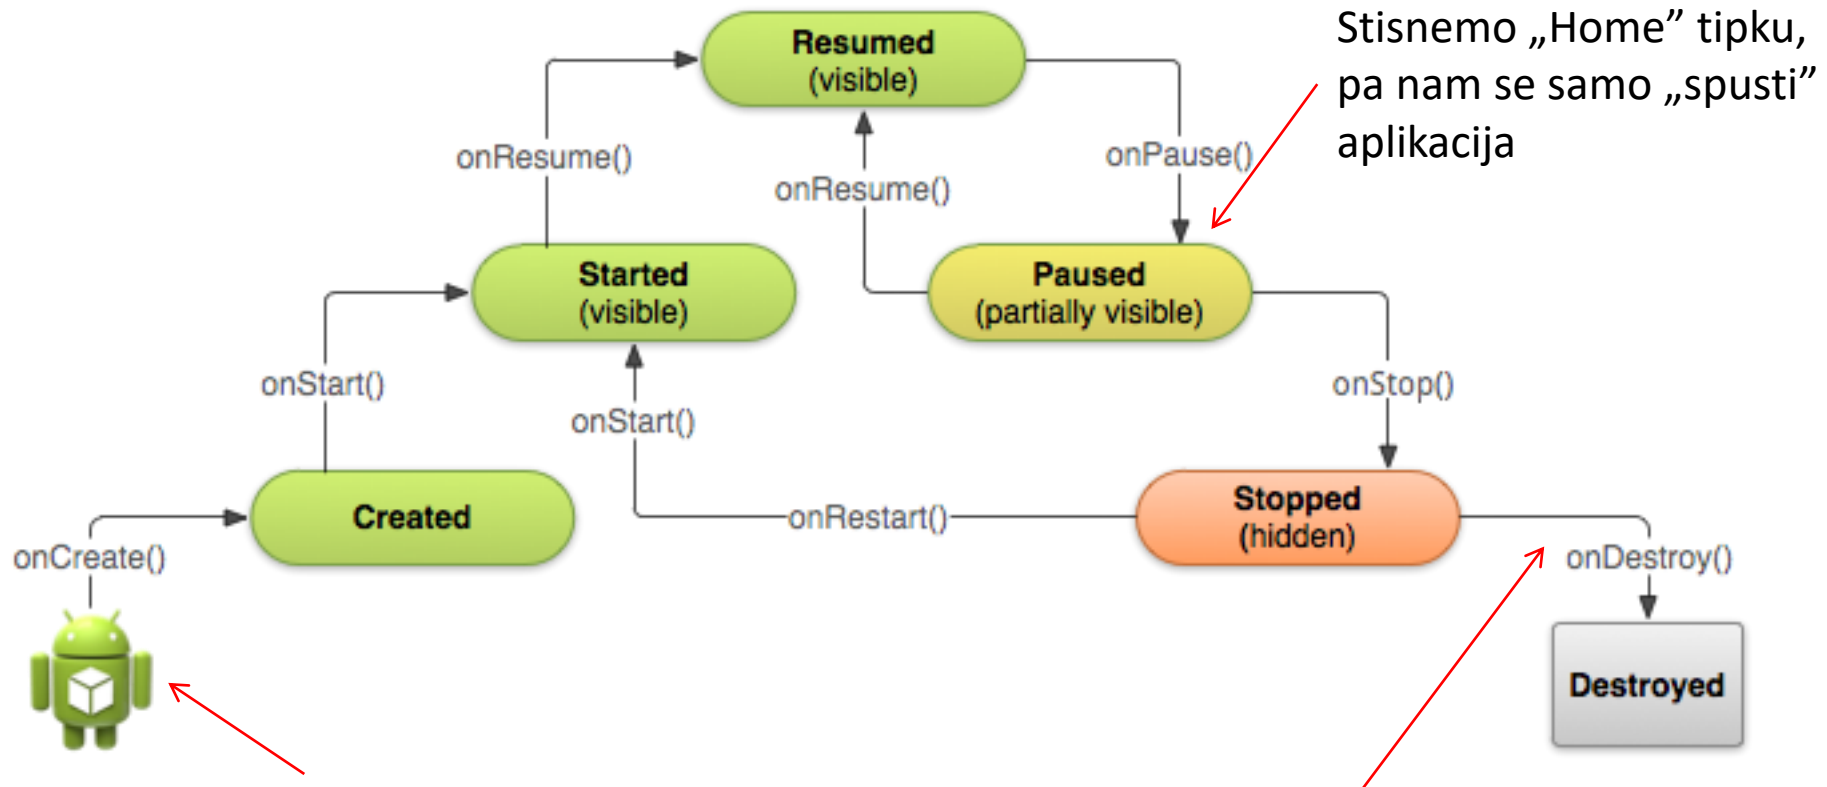 Resumed
(visible)
Stisnemo „Home” tipku,
pa nam se samo „spusti”
aplikacija
onResume()
onPause()
onResume()
Started
(visible)
Paused
(partially visible)
onStart()
onStop()
onStart()
Created
onRestart()
Stopped
(hidden)
onCreate()
onDestroy()
Destroyed